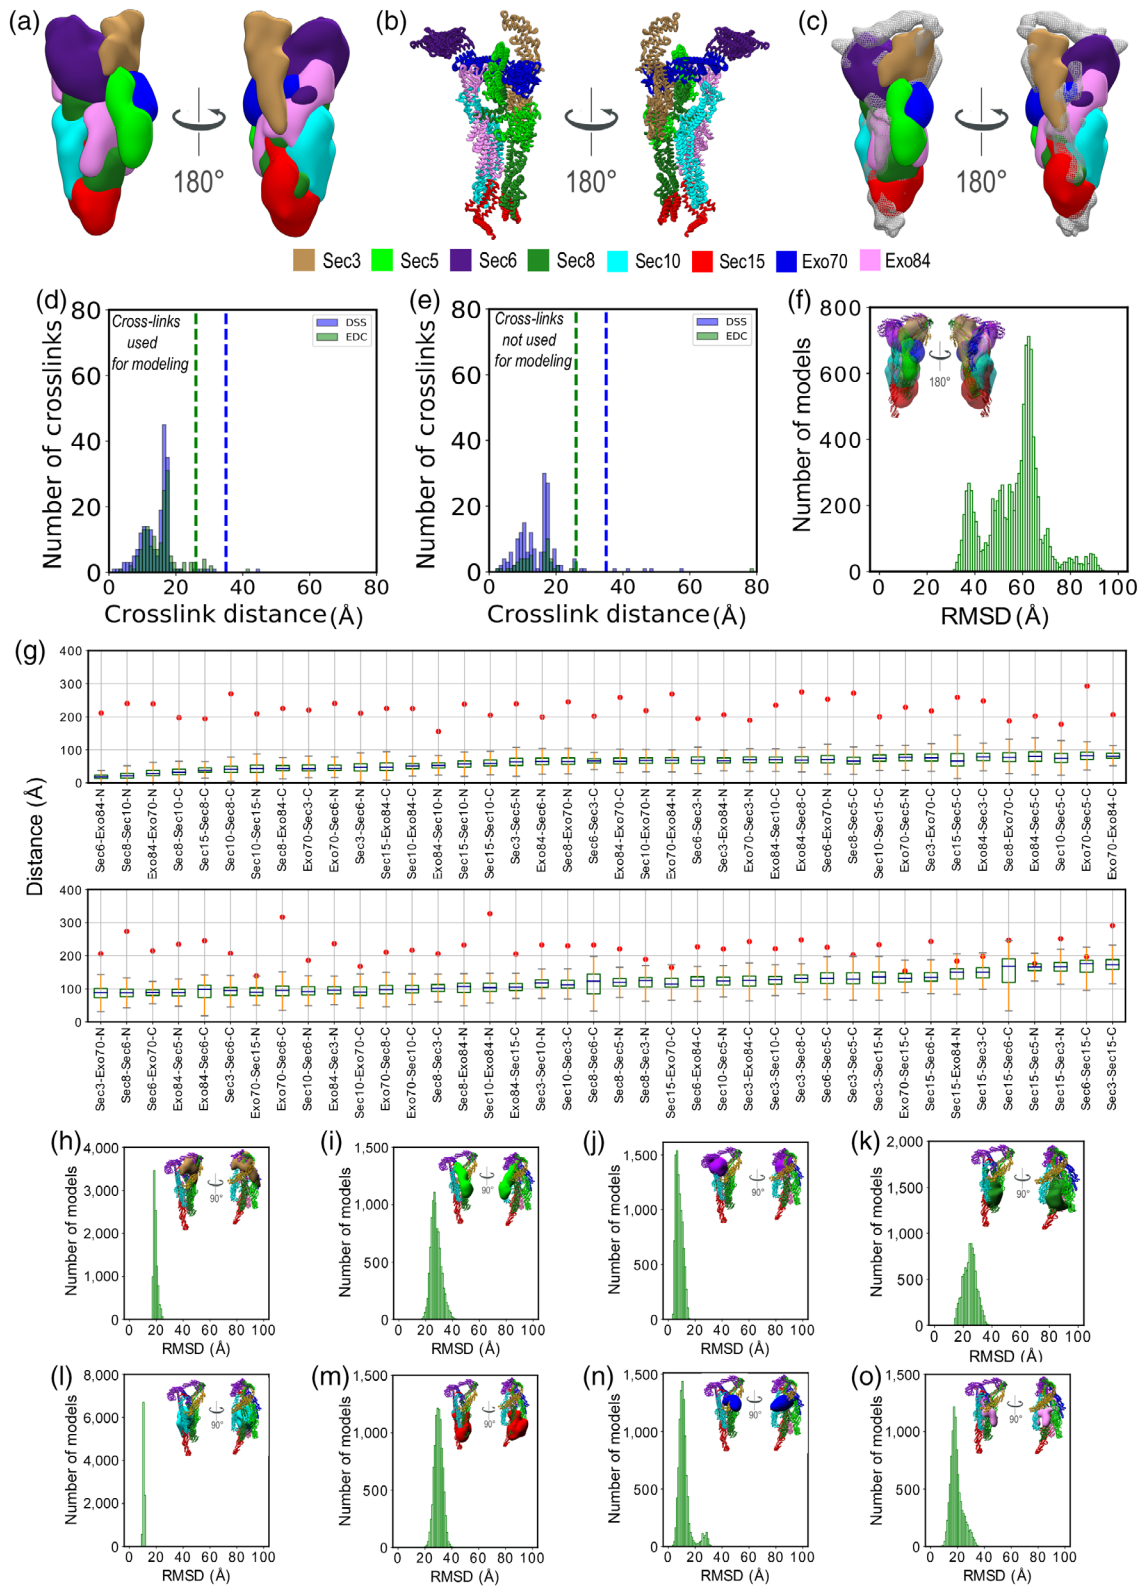 (a)
180°
(b)
180°
(c)
180°
Sec3 Sec5 Sec6 Sec8 Sec10 Sec15 Exo70 Exo84
(d)
Number of crosslinks
80
60
40
20
0
Cross-links
used
for modeling
DSS
EDC
0 20 40 60 80
Crosslink distance (Å)
(e)
Number of crosslinks
80
60
40
20
0
Cross-links
not used
for modeling
DSS
EDC
0 20 40 60 80
Crosslink distance (Å)
(f)
Number of models
800
600
400
200
0
180°
0 20 40 60 80 100
RMSD (Å)
(g)
Distance (Å)
400
300
200
100
0
Sec6-Exo84-N
Sec8-Sec10-N
Exo84-Exo70-N
Sec8-Sec10-C
Sec15-Sec8-C
Sec10-Sec8-C
Sec10-Sec15-N
Sec8-Exo84-C
Exo70-Sec3-C
Exo70-Sec6-N
Sec3-Sec6-N
Sec15-Exo84-C
Sec10-Exo84-C
Exo84-Sec10-N
Sec15-Sec10-N
Sec15-Sec10-C
Sec3-Sec5-N
Exo84-Sec6-N
Sec8-Exo70-N
Sec6-Sec3-C
Exo84-Exo70-C
Sec10-Exo70-N
Exo70-Exo84-N
Sec6-Sec5-N
Exo84-Sec3-N
Exo70-Sec3-N
Sec10-Exo84-C
Exo84-Sec8-C
Sec6-Exo70-N
Sec8-Sec5-C
Sec10-Sec15-C
Exo70-Sec5-N
Sec3-Exo70-C
Sec15-Sec5-C
Exo84-Sec3-C
Sec8-Exo70-C
Exo84-Sec5-C
Sec10-Sec5-C
Exo70-Sec5-C
Exo70-Exo84-C
400
300
200
100
0
Sec3-Exo70-N
Sec8-Sec6-N
Sec6-Exo70-C
Exo84-Sec5-N
Exo84-Sec6-C
Sec3-Sec6-C
Exo70-Sec15-N
Exo70-Sec6-C
Sec10-Sec6-N
Exo84-Sec3-N
Sec10-Exo70-C
Exo70-Sec8-N
Exo70-Sec10-C
Sec8-Sec3-C
Sec8-Exo84-N
Sec10-Exo84-N
Exo84-Sec15-C
Sec3-Sec10-N
Sec10-Sec3-C
Sec8-Sec6-C
Sec8-Sec5-N
Sec8-Sec3-N
Sec15-Exo70-C
Sec6-Exo84-C
Sec10-Sec5-N
Sec3-Exo84-C
Sec3-Sec5-C
Sec3-Sec8-C
Sec6-Sec5-C
Sec3-Sec5-C
Sec3-Sec15-N
Exo70-Sec15-C
Sec15-Sec6-N
Sec15-Exo84-N
Sec15-Sec3-C
Sec15-Sec6-C
Sec15-Sec5-C
Sec15-Sec3-N
Sec6-Sec15-C
Sec3-Sec15-C
(h)
Number of models
4,000
3,000
2,000
1,000
0
90°
0 20 40 60 80 100
RMSD (Å)
(i)
Number of models
1,500
1,000
500
0
90°
0 20 40 60 80 100
RMSD (Å)
(j)
Number of models
1,500
1,000
500
0
90°
0 20 40 60 80 100
RMSD (Å)
(k)
Number of models
2,000
1,500
1,000
500
0
90°
0 20 40 60 80 100
RMSD (Å)
(l)
Number of models
8,000
6,000
4,000
2,000
0
90°
0 20 40 60 80 100
RMSD (Å)
(m)
Number of models
1,500
1,000
500
0
90°
0 20 40 60 80 100
RMSD (Å)
(n)
Number of models
1,500
1,000
500
0
90°
0 20 40 60 80 100
RMSD (Å)
(o)
Number of models
1,500
1,000
500
0
90°
0 20 40 60 80 100
RMSD (Å)